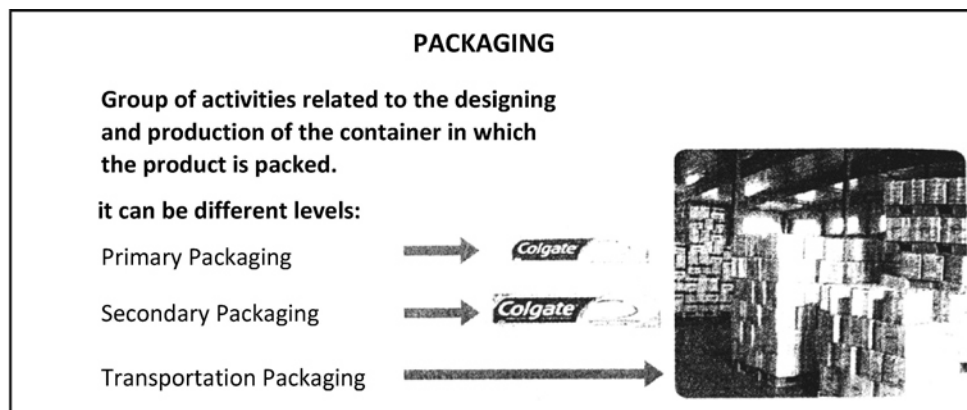 PACKAGING
Group of activities related to the designing
and production of the container in which
the product is packed.
it can be different levels:
Primary Packaging
Colgate
Secondary Packaging
Colgate
Transportation Packaging